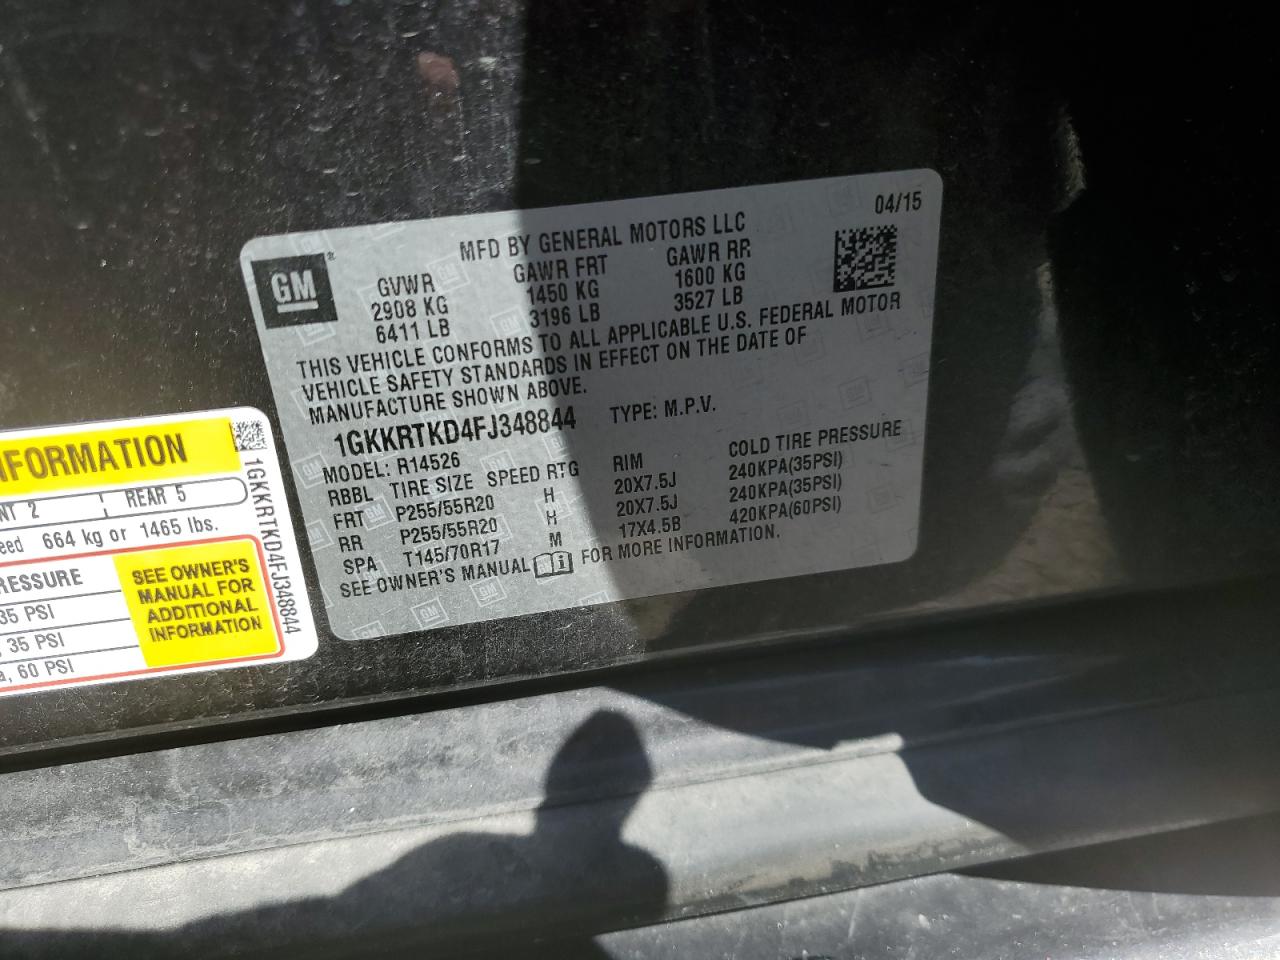 04/15
MFD BY GENERAL MOTORS LLC
GM®
GVWR GAWR FRT GAWR RR
2908 KG 1450 KG 1600 KG
6411 LB 3196 LB 3527 LB
THIS VEHICLE CONFORMS TO ALL APPLICABLE U.S. FEDERAL MOTOR
VEHICLE SAFETY STANDARDS IN EFFECT ON THE DATE OF
MANUFACTURE SHOWN ABOVE.
1GKKRTKD4FJ348844 TYPE: M.P.V.
MODEL: R14526
RBBL TIRE SIZE SPEED RTG RIM COLD TIRE PRESSURE
FRT P255/55R20 H 20X7.5J 240KPA(35PSI)
RR P255/55R20 H 20X7.5J 240KPA(35PSI)
SPA T145/70R17 M 17X4.5B 420KPA(60PSI)
SEE OWNER'S MANUAL FOR MORE INFORMATION.
NFORMATION
NT 2 REAR 5
eed 664 kg or 1465 lbs.
RESSURE
35 PSI
, 35 PSI
a, 60 PSI
SEE OWNER'S
MANUAL FOR
ADDITIONAL
INFORMATION
1GKKRTKD4FJ348844